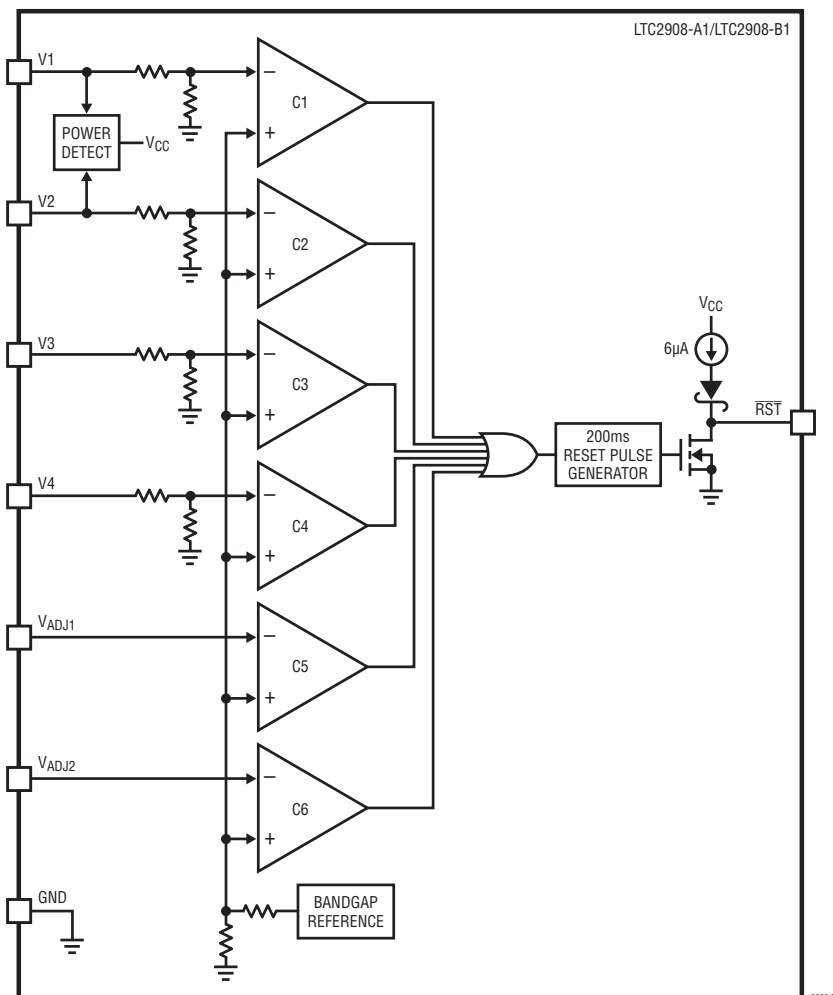 LTC2908-A1/LTC2908-B1
V1
−
C1
+
POWER
DETECT
VCC
V2
−
C2
+
V3
−
C3
+
VCC
6µA
RST
200ms
RESET PULSE
GENERATOR
V4
−
C4
+
VADJ1
−
C5
+
VADJ2
−
C6
+
GND
BANDGAP
REFERENCE